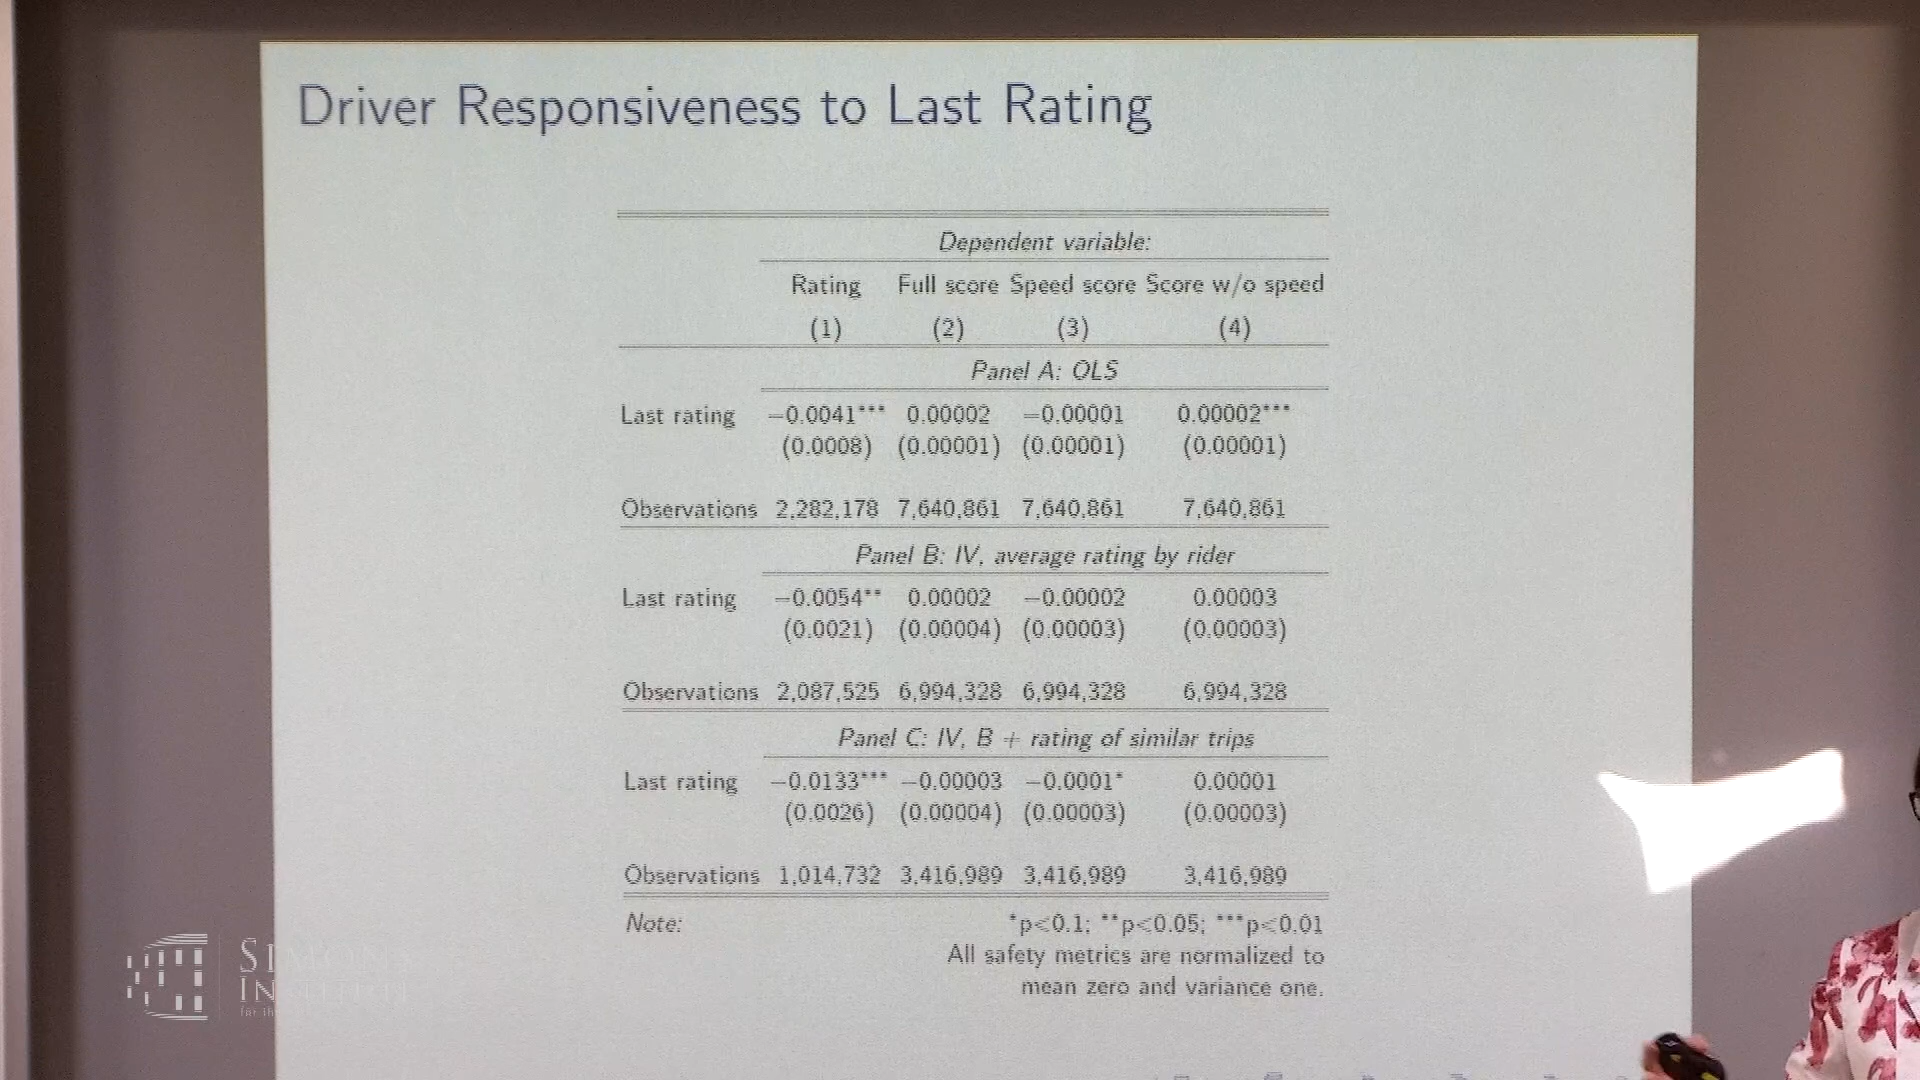 Driver Responsiveness to Last Rating
Dependent variable:
Rating Full score Speed score Score w/o speed
(1) (2) (3) (4)
Panel A: OLS
Last rating −0.0041*** 0.00002 −0.00001 0.00002***
(0.0008) (0.00001) (0.00001) (0.00001)
Observations 2,282,178 7,640,861 7,640,861 7,640,861
Panel B: IV, average rating by rider
Last rating −0.0054** 0.00002 −0.00002 0.00003
(0.0021) (0.00004) (0.00003) (0.00003)
Observations 2,087,525 6,994,328 6,994,328 6,994,328
Panel C: IV, B + rating of similar trips
Last rating −0.0133*** −0.00003 −0.0001* 0.00001
(0.0026) (0.00004) (0.00003) (0.00003)
Observations 1,014,732 3,416,989 3,416,989 3,416,989
Note: *p<0.1; **p<0.05; ***p<0.01
All safety metrics are normalized to
mean zero and variance one.